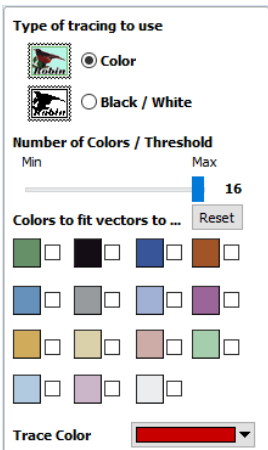 Type of tracing to use
Robin
Color
Robin
Black / White
Number of Colors / Threshold
Min Max
16
Colors to fit vectors to ... Reset
Trace Color